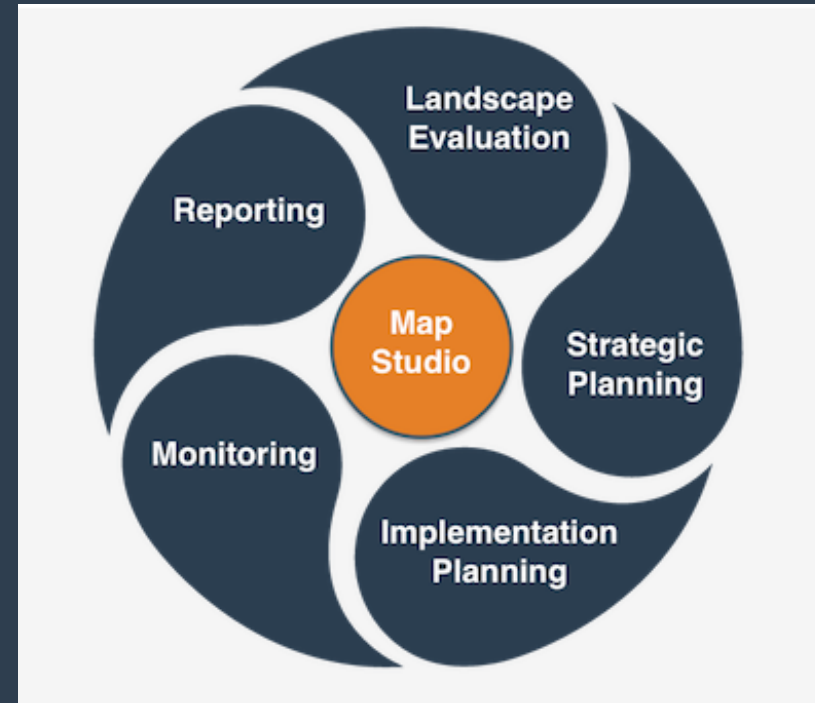 Landscape
Evaluation
Strategic
Planning
Implementation
Planning
Monitoring
Reporting
Map
Studio